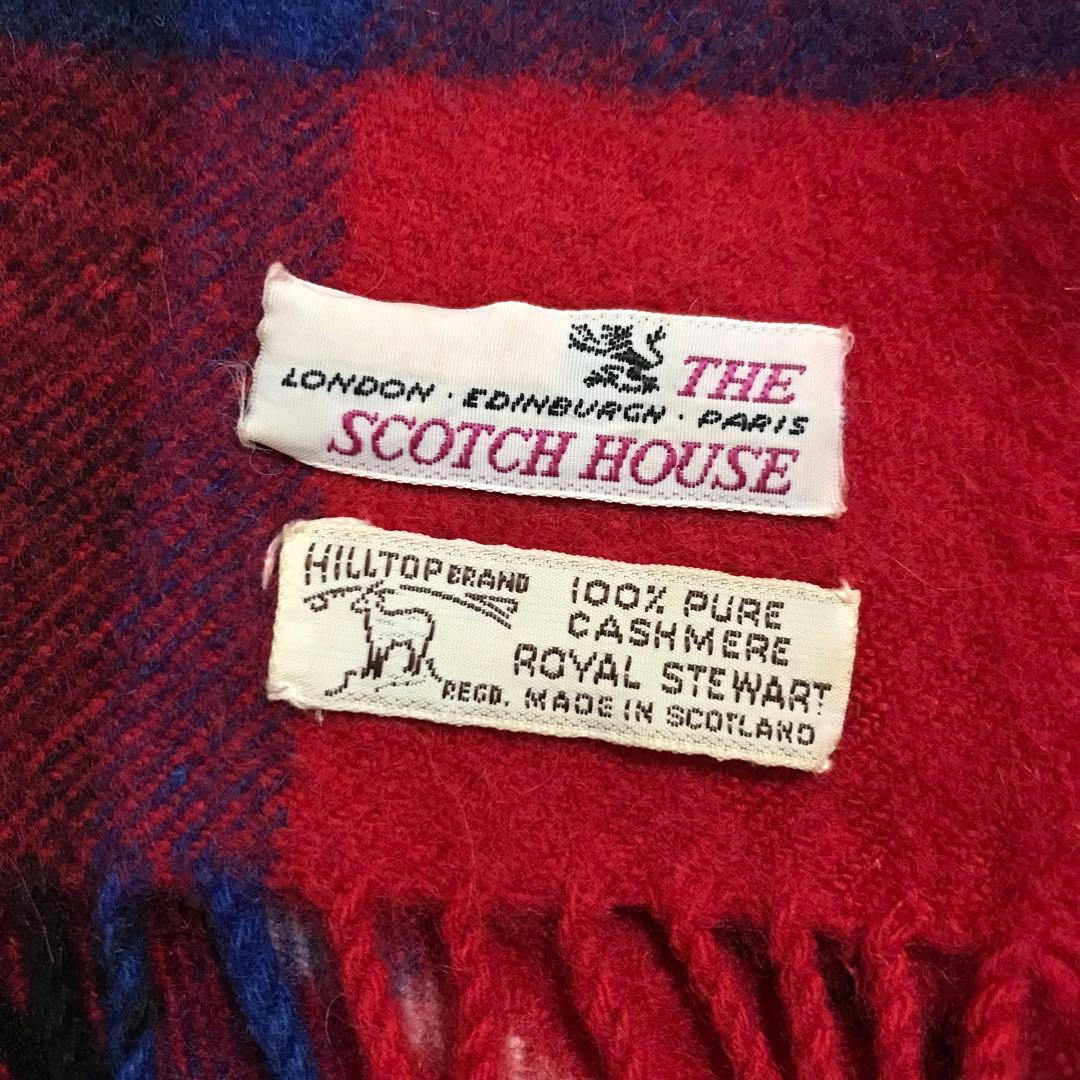 THE
LONDON · EDINBURGH · PARIS
SCOTCH HOUSE
HILLTOP BRAND
100% PURE
CASHMERE
ROYAL STEWART
REGD. MADE IN SCOTLAND